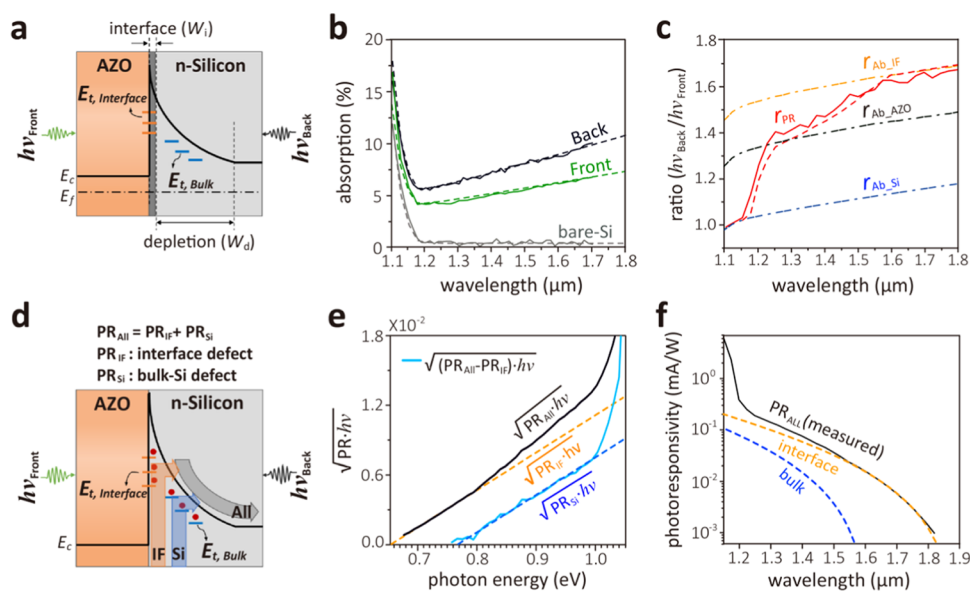 a
interface (Wi)
AZO
n-Silicon
Et, Interface
hνFront
hνBack
Et, Bulk
Ec
Ef
depletion (Wd)
b
20
15
10
5
0
absorption (%)
Back
Front
bare-Si
1.1 1.2 1.3 1.4 1.5 1.6 1.7 1.8
wavelength (μm)
c
1.8
1.6
1.4
1.2
1.0
ratio (hνBack/hνFront)
rAb_IF
rPR
rAb_AZO
rAb_Si
1.1 1.2 1.3 1.4 1.5 1.6 1.7 1.8
wavelength (μm)
d
PRAll = PRIF + PRSi
PRIF : interface defect
PRSi : bulk-Si defect
AZO
n-Silicon
hνFront
hνBack
Et, Interface
All
Ec
IF
Si
Et, Bulk
e
X10-2
1.8
1.2
0.6
0.0
√PR·hν
√(PRAll-PRIF)·hν
√PRAll·hν
√PRIF·hν
√PRSi·hν
0.7 0.8 0.9 1.0
photon energy (eV)
f
photoresponsivity (mA/W)
100
10-1
10-2
10-3
PRALL(measured)
interface
bulk
1.2 1.3 1.4 1.5 1.6 1.7 1.8 1.9
wavelength (μm)